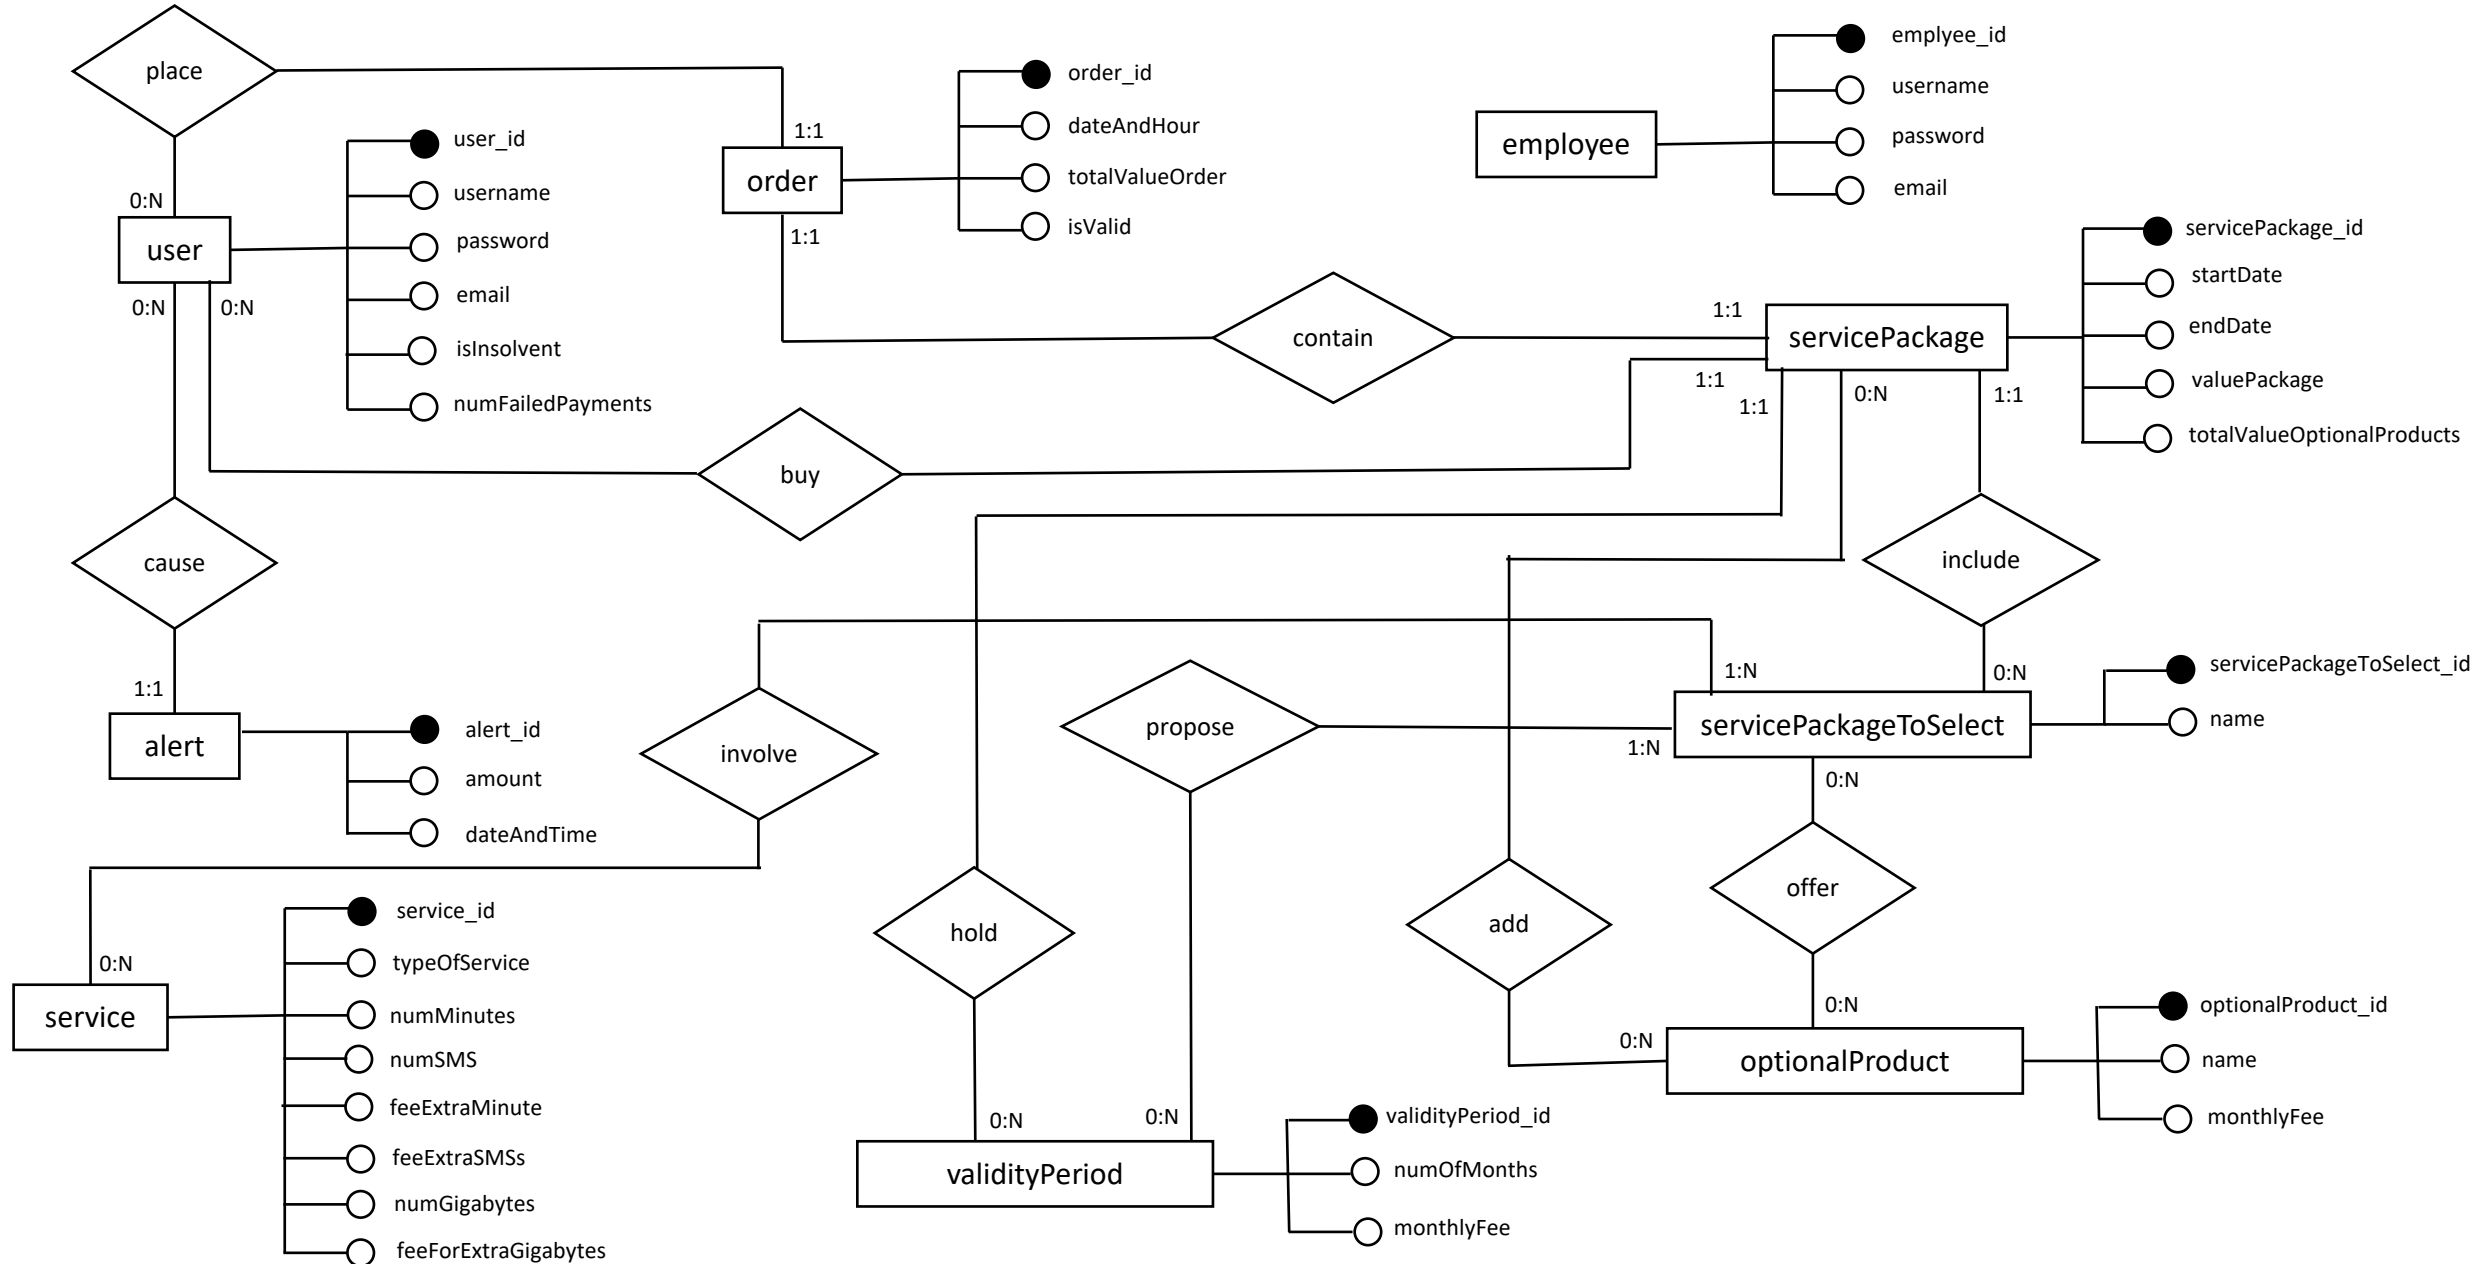 place
1:1
order
order_id
dateAndHour
totalValueOrder
isValid
1:1
employee
emplyee_id
username
password
email
0:N
user
user_id
username
password
email
isInsolvent
numFailedPayments
0:N
0:N
contain
1:1
servicePackage
servicePackage_id
startDate
endDate
valuePackage
totalValueOptionalProducts
1:1
1:1
0:N
1:1
buy
cause
include
1:1
alert
alert_id
amount
dateAndTime
involve
propose
1:N
0:N
1:N
servicePackageToSelect
servicePackageToSelect_id
name
0:N
offer
hold
add
0:N
service
service_id
typeOfService
numMinutes
numSMS
feeExtraMinute
feeExtraSMSs
numGigabytes
feeForExtraGigabytes
0:N
0:N
optionalProduct
optionalProduct_id
name
monthlyFee
0:N
0:N
validityPeriod
validityPeriod_id
numOfMonths
monthlyFee